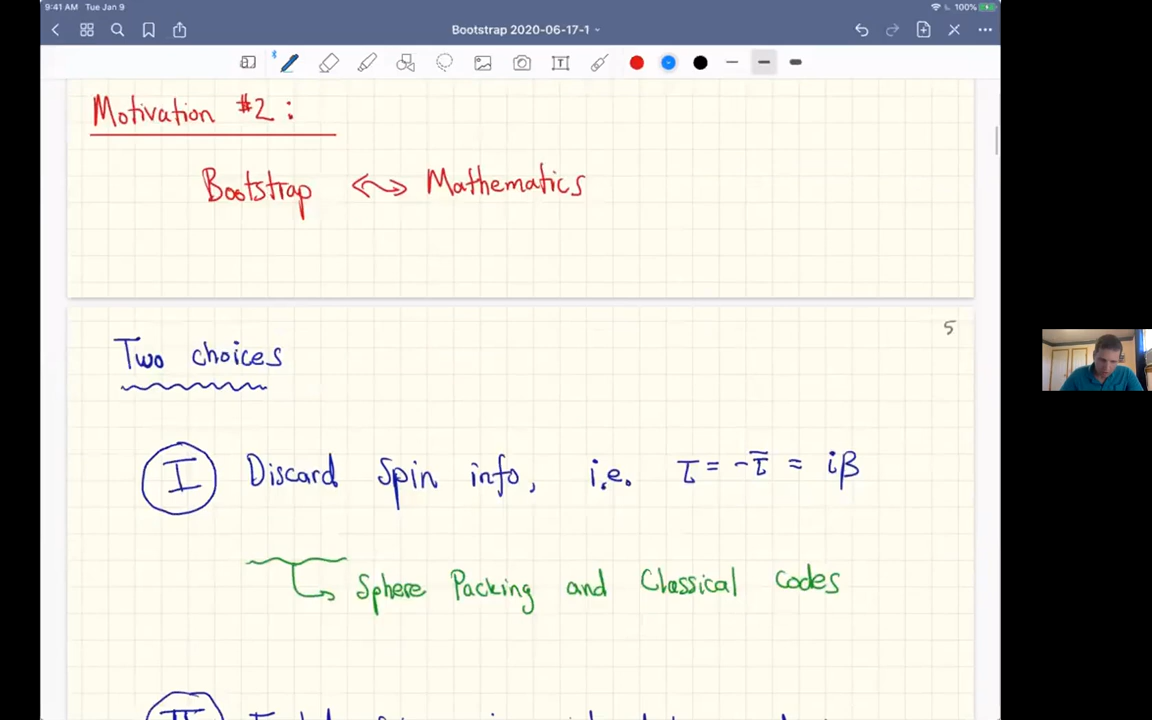 9:41 AM Tue Jan 9
100%
Bootstrap 2020-06-17-1
Motivation #2 :
Bootstrap ↔ Mathematics
5
Two choices
I Discard Spin info, i.e. τ = -τ̄ = iβ
Sphere Packing and Classical codes
II